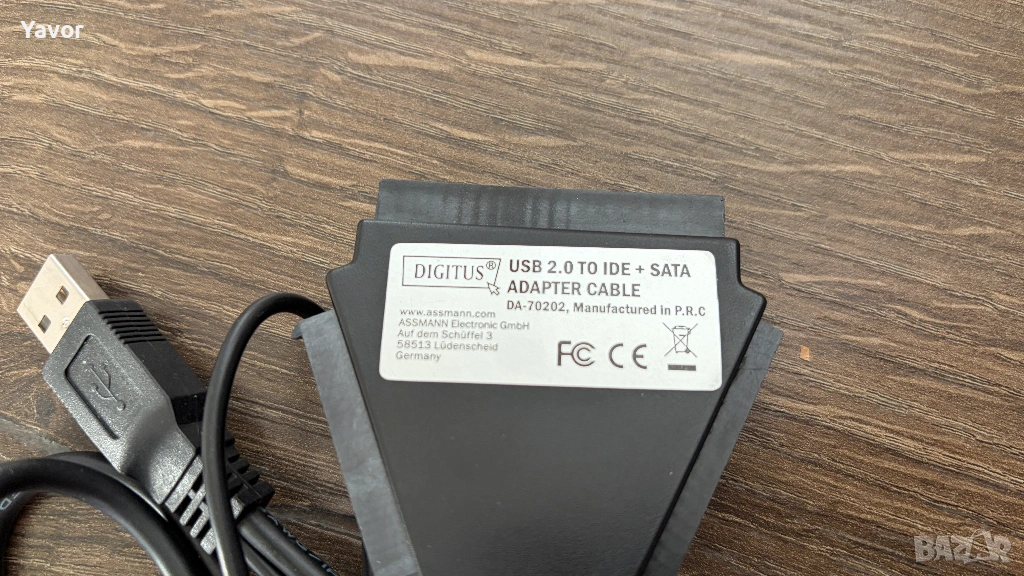 Yavor
DIGITUS®
USB 2.0 TO IDE + SATA
ADAPTER CABLE
DA-70202, Manufactured in P.R.C
www.assmann.com
ASSMANN Electronic GmbH
Auf dem Schüffel 3
58513 Lüdenscheid
Germany
FC CE
BAZAR